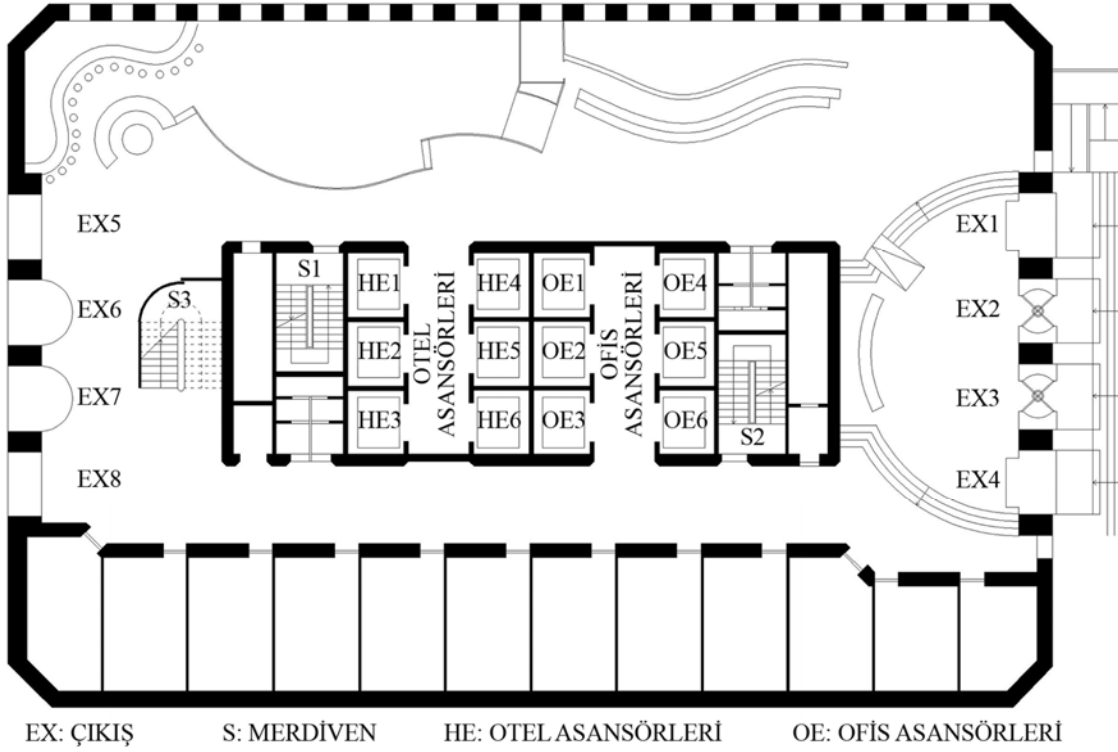 EX5
EX1
S1
HE1
HE4
OE1
OE4
S3
EX6
EX2
OTEL
ASANSÖRLERİ
OFİS
ASANSÖRLERİ
HE2
HE5
OE2
OE5
EX7
EX3
HE3
HE6
OE3
OE6
S2
EX8
EX4
EX: ÇIKIŞ
S: MERDİVEN
HE: OTEL ASANSÖRLERİ
OE: OFİS ASANSÖRLERİ